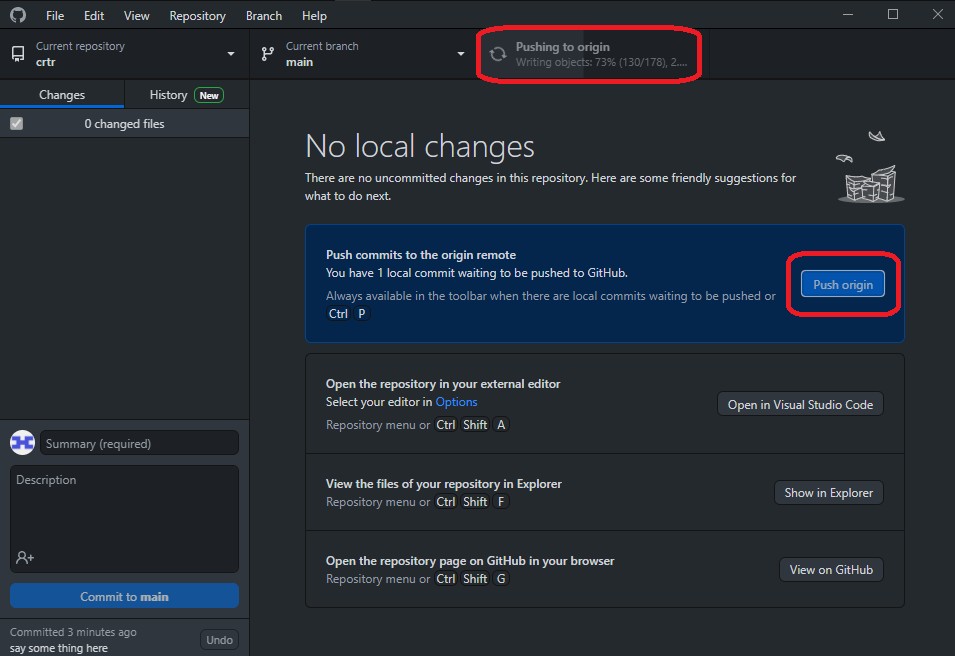 File Edit View Repository Branch Help
Current repository
crtr
Current branch
main
Pushing to origin
Writing objects: 73% (130/178), 2....
Changes
History New
0 changed files
No local changes
There are no uncommitted changes in this repository. Here are some friendly suggestions for
what to do next.
Push commits to the origin remote
You have 1 local commit waiting to be pushed to GitHub.
Always available in the toolbar when there are local commits waiting to be pushed or
Ctrl P
Push origin
Open the repository in your external editor
Select your editor in Options
Repository menu or Ctrl Shift A
Open in Visual Studio Code
View the files of your repository in Explorer
Repository menu or Ctrl Shift F
Show in Explorer
Open the repository page on GitHub in your browser
Repository menu or Ctrl Shift G
View on GitHub
Summary (required)
Description
Commit to main
Committed 3 minutes ago
say some thing here
Undo